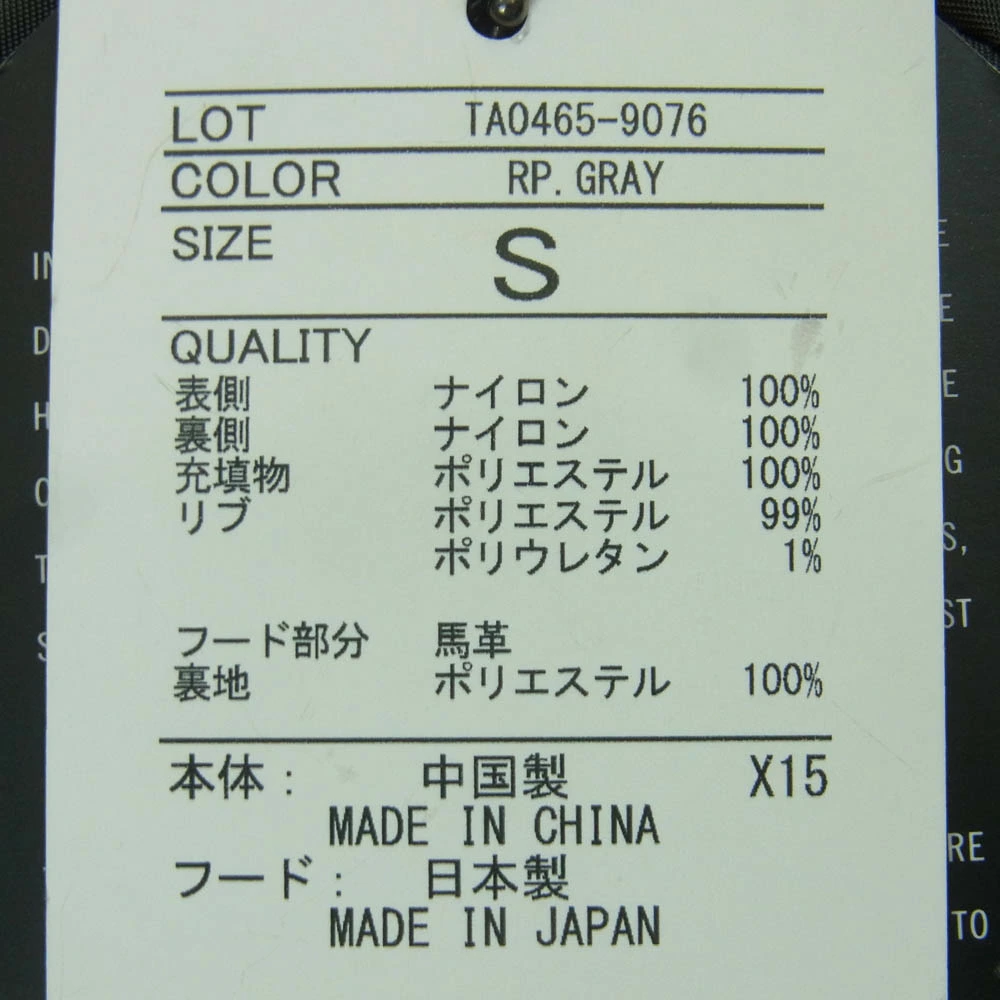 LOT TA0465-9076
COLOR RP. GRAY
SIZE S
QUALITY
表側 ナイロン 100%
裏側 ナイロン 100%
充填物 ポリエステル 100%
リブ ポリエステル 99%
ポリウレタン 1%
フード部分 馬革
裏地 ポリエステル 100%
本体: 中国製 X15
MADE IN CHINA
フード: 日本製
MADE IN JAPAN
TO